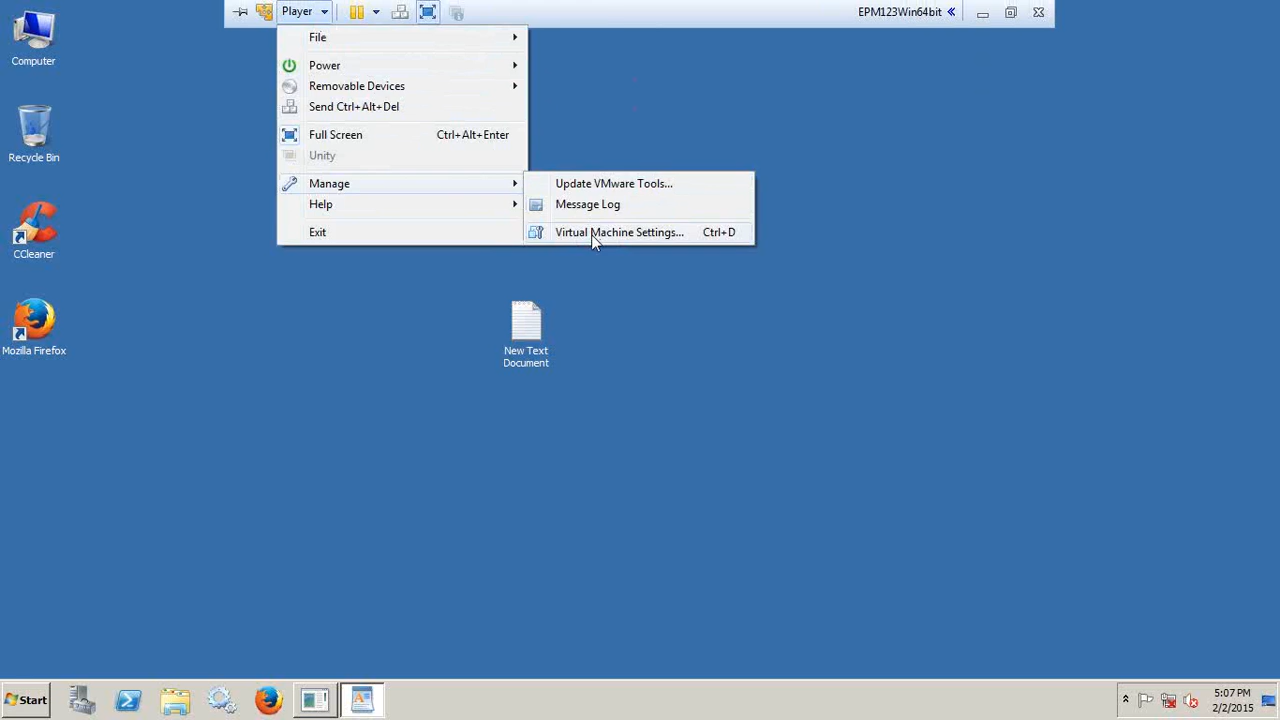 Player
EPM123Win64bit
Computer
File
Power
Removable Devices
Send Ctrl+Alt+Del
Full Screen Ctrl+Alt+Enter
Unity
Manage
Help
Exit
Update VMware Tools...
Message Log
Virtual Machine Settings... Ctrl+D
Recycle Bin
CCleaner
Mozilla Firefox
New Text
Document
Start
5:07 PM
2/2/2015